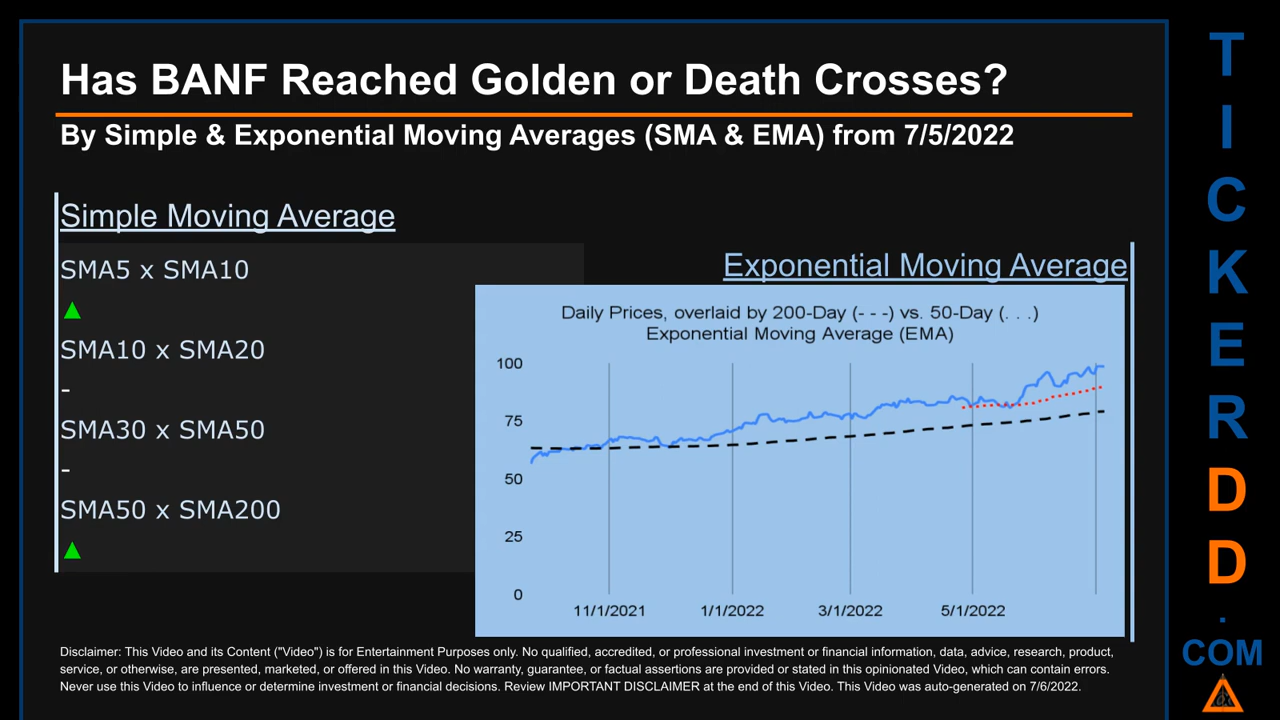 Has BANF Reached Golden or Death Crosses?
By Simple & Exponential Moving Averages (SMA & EMA) from 7/5/2022
Simple Moving Average
SMA5 x SMA10
▲
SMA10 x SMA20
-
SMA30 x SMA50
-
SMA50 x SMA200
▲
Exponential Moving Average
Daily Prices, overlaid by 200-Day (- - -) vs. 50-Day (. . .)
Exponential Moving Average (EMA)
100
75
50
25
0
11/1/2021 1/1/2022 3/1/2022 5/1/2022
Disclaimer: This Video and its Content ("Video") is for Entertainment Purposes only. No qualified, accredited, or professional investment or financial information, data, advice, research, product,
service, or otherwise, are presented, marketed, or offered in this Video. No warranty, guarantee, or factual assertions are provided or stated in this opinionated Video, which can contain errors.
Never use this Video to influence or determine investment or financial decisions. Review IMPORTANT DISCLAIMER at the end of this Video. This Video was auto-generated on 7/6/2022.
T
I
C
K
E
R
D
D
.
COM